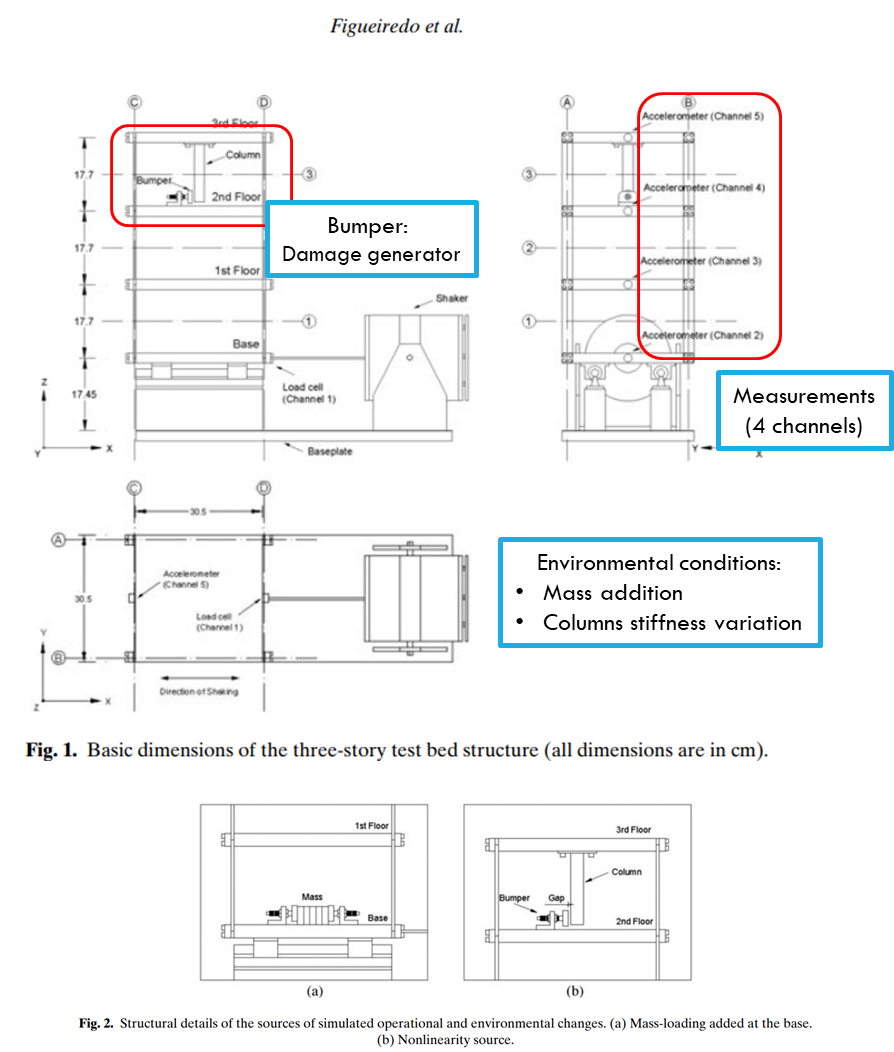 Figueiredo et al.
C
D
3rd Floor
Column
17.7
3
Bumper
2nd Floor
Bumper:
Damage generator
17.7
1st Floor
17.7
1
Shaker
Base
Z
17.45
Load cell
(Channel 1)
X
Y
Baseplate
A
B
Accelerometer (Channel 5)
3
Accelerometer (Channel 4)
2
Accelerometer (Channel 3)
1
Accelerometer (Channel 2)
Measurements
(4 channels)
Y
C
D
30.5
A
Accelerometer
(Channel 5)
30.5
Load cell
(Channel 1)
Y
B
Direction of Shaking
X
Z
Environmental conditions:
• Mass addition
• Columns stiffness variation
Fig. 1. Basic dimensions of the three-story test bed structure (all dimensions are in cm).
1st Floor
Mass
Base
(a)
3rd Floor
Column
Bumper
Gap
2nd Floor
(b)
Fig. 2. Structural details of the sources of simulated operational and environmental changes. (a) Mass-loading added at the base.
(b) Nonlinearity source.